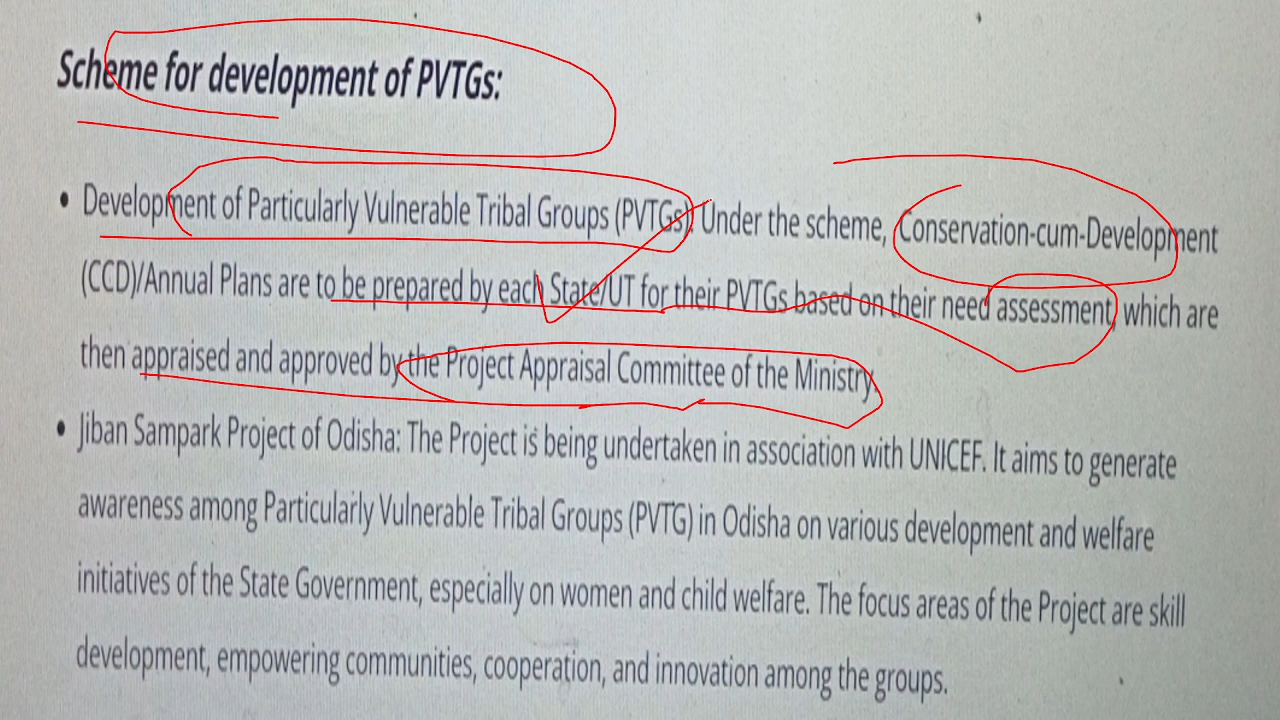 Scheme for development of PVTGs:
• Development of Particularly Vulnerable Tribal Groups (PVTGs). Under the scheme, Conservation-cum-Development
(CCD)/Annual Plans are to be prepared by each State/UT for their PVTGs based on their need assessment, which are
then appraised and approved by the Project Appraisal Committee of the Ministry.
• Jiban Sampark Project of Odisha: The Project is being undertaken in association with UNICEF. It aims to generate
awareness among Particularly Vulnerable Tribal Groups (PVTG) in Odisha on various development and welfare
initiatives of the State Government, especially on women and child welfare. The focus areas of the Project are skill
development, empowering communities, cooperation, and innovation among the groups.